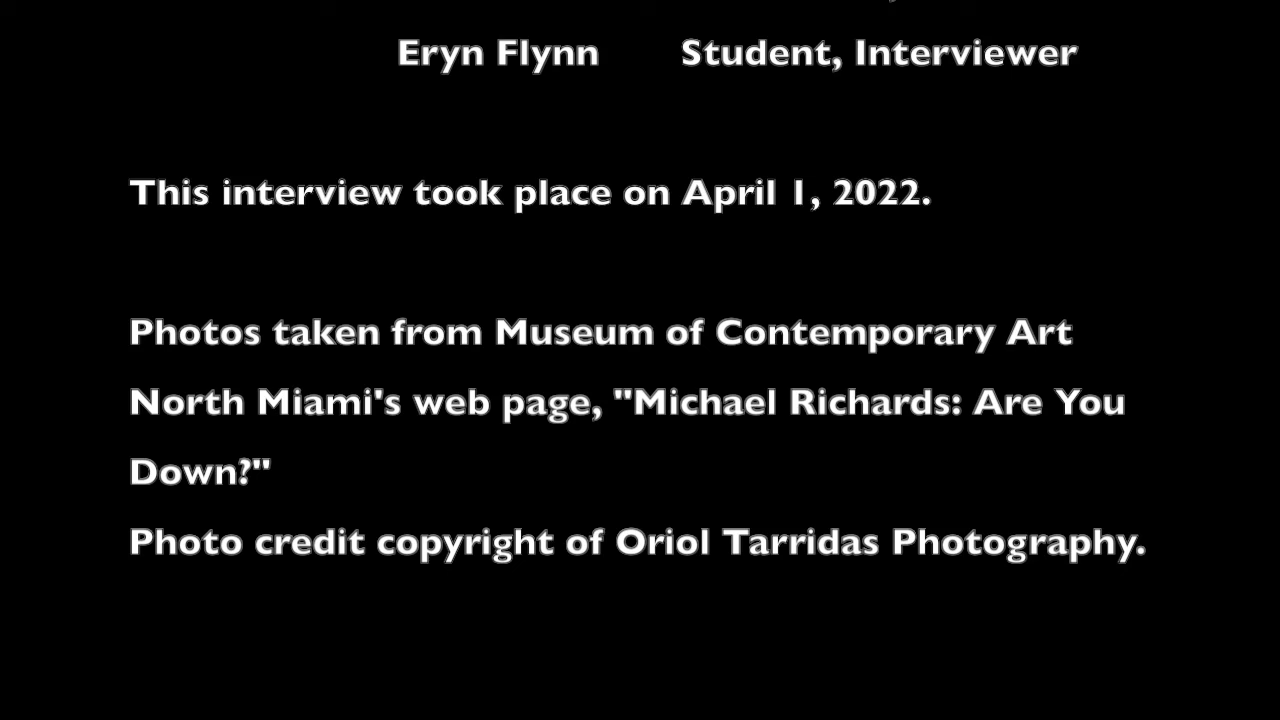 Eryn Flynn Student, Interviewer
This interview took place on April 1, 2022.
Photos taken from Museum of Contemporary Art
North Miami's web page, "Michael Richards: Are You
Down?"
Photo credit copyright of Oriol Tarridas Photography.